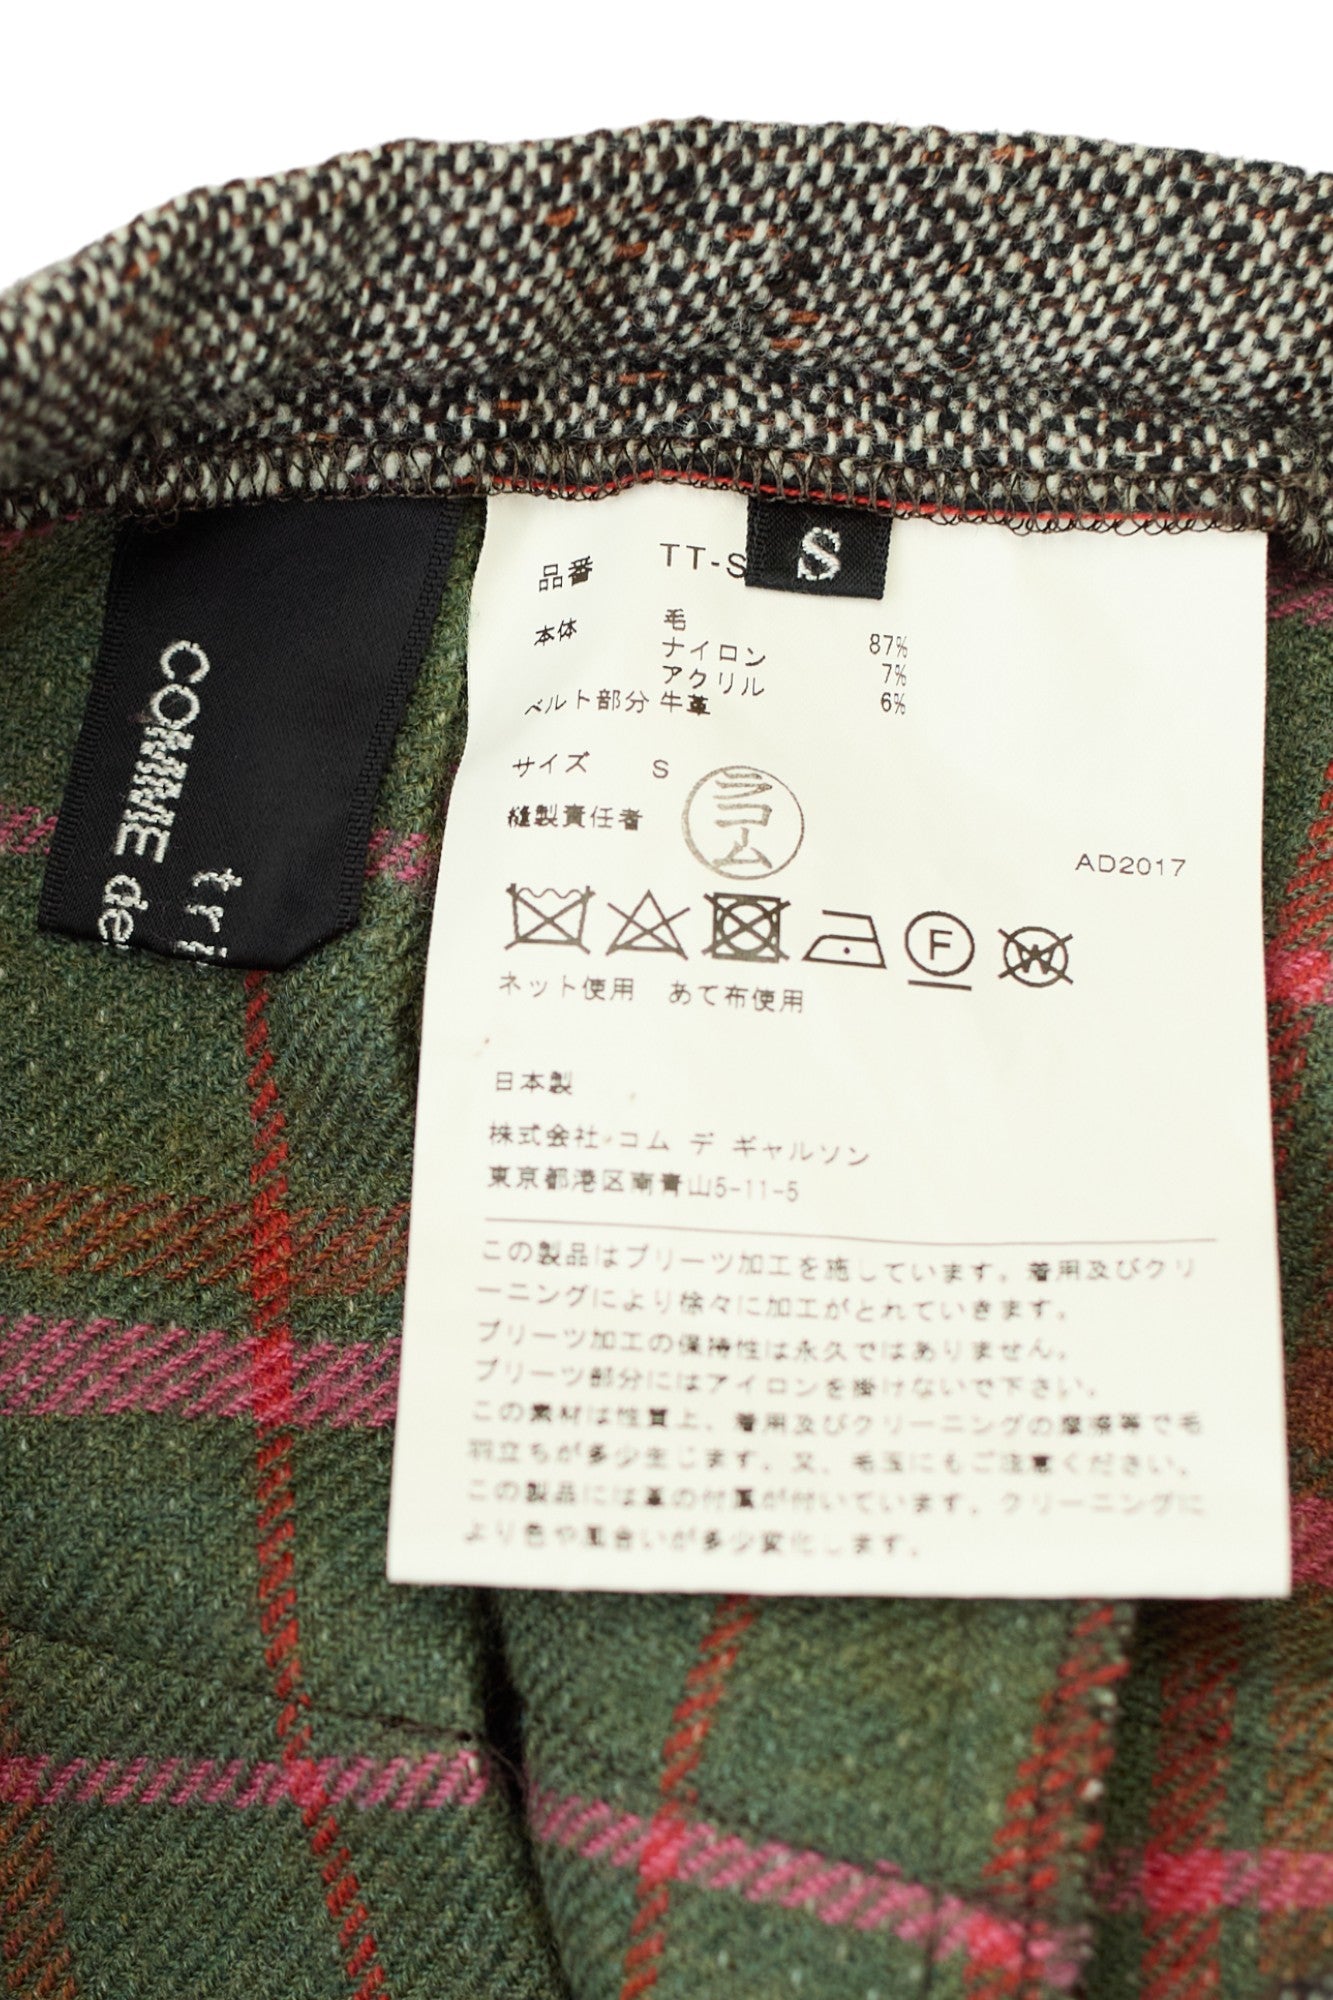 tri
COMME de
S
品番 TT-S
本体 毛 87%
ナイロン 7%
アクリル 6%
ベルト部分 牛革
サイズ S
縫製責任者 ラコーム
AD2017
F
W
ネット使用 あて布使用
日本製
株式会社 コム デ ギャルソン
東京都港区南青山5-11-5
この製品はプリーツ加工を施しています。着用及びクリ
ーニングにより徐々に加工がとれていきます。
プリーツ加工の保持性は永久ではありません。
プリーツ部分にはアイロンを掛けないで下さい。
この素材は性質上、着用及びクリーニングの摩擦等で毛
羽立ちが多少生じます。又、毛玉にもご注意ください。
この製品には革の付属が付いています。クリーニングに
より色や風合いが多少変化します。